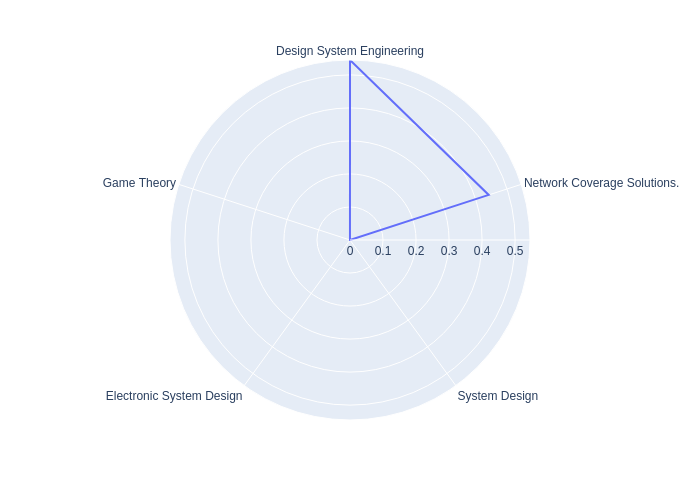 Design System Engineering
Game Theory
Network Coverage Solutions.
0 0.1 0.2 0.3 0.4 0.5
Electronic System Design
System Design